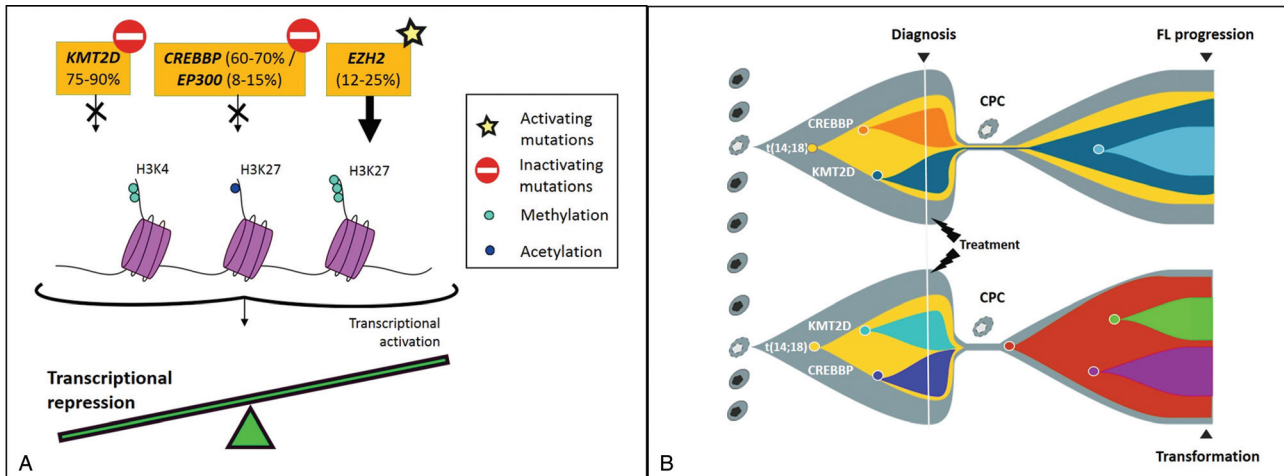 KMT2D
75-90%
CREBBP (60-70% /
EP300 (8-15%)
EZH2
(12-25%)
H3K4
H3K27
H3K27
Activating
mutations
Inactivating
mutations
Methylation
Acetylation
Transcriptional
activation
Transcriptional
repression
A
Diagnosis
FL progression
CPC
CREBBP
t(14;18)
KMT2D
Treatment
CPC
KMT2D
t(14;18)
CREBBP
Transformation
B